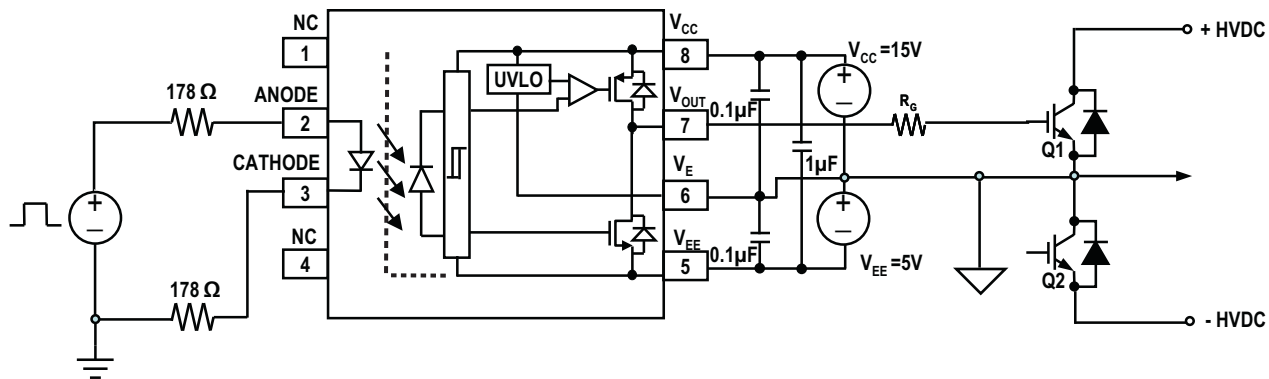 NC
1
178 Ω
ANODE
2
CATHODE
3
NC
4
178 Ω
+
—
UVLO
VCC
8
VOUT
7
VE
6
VEE
5
0.1µF
0.1µF
1µF
VCC=15V
+
—
+
—
VEE=5V
RG
Q1
Q2
+ HVDC
- HVDC